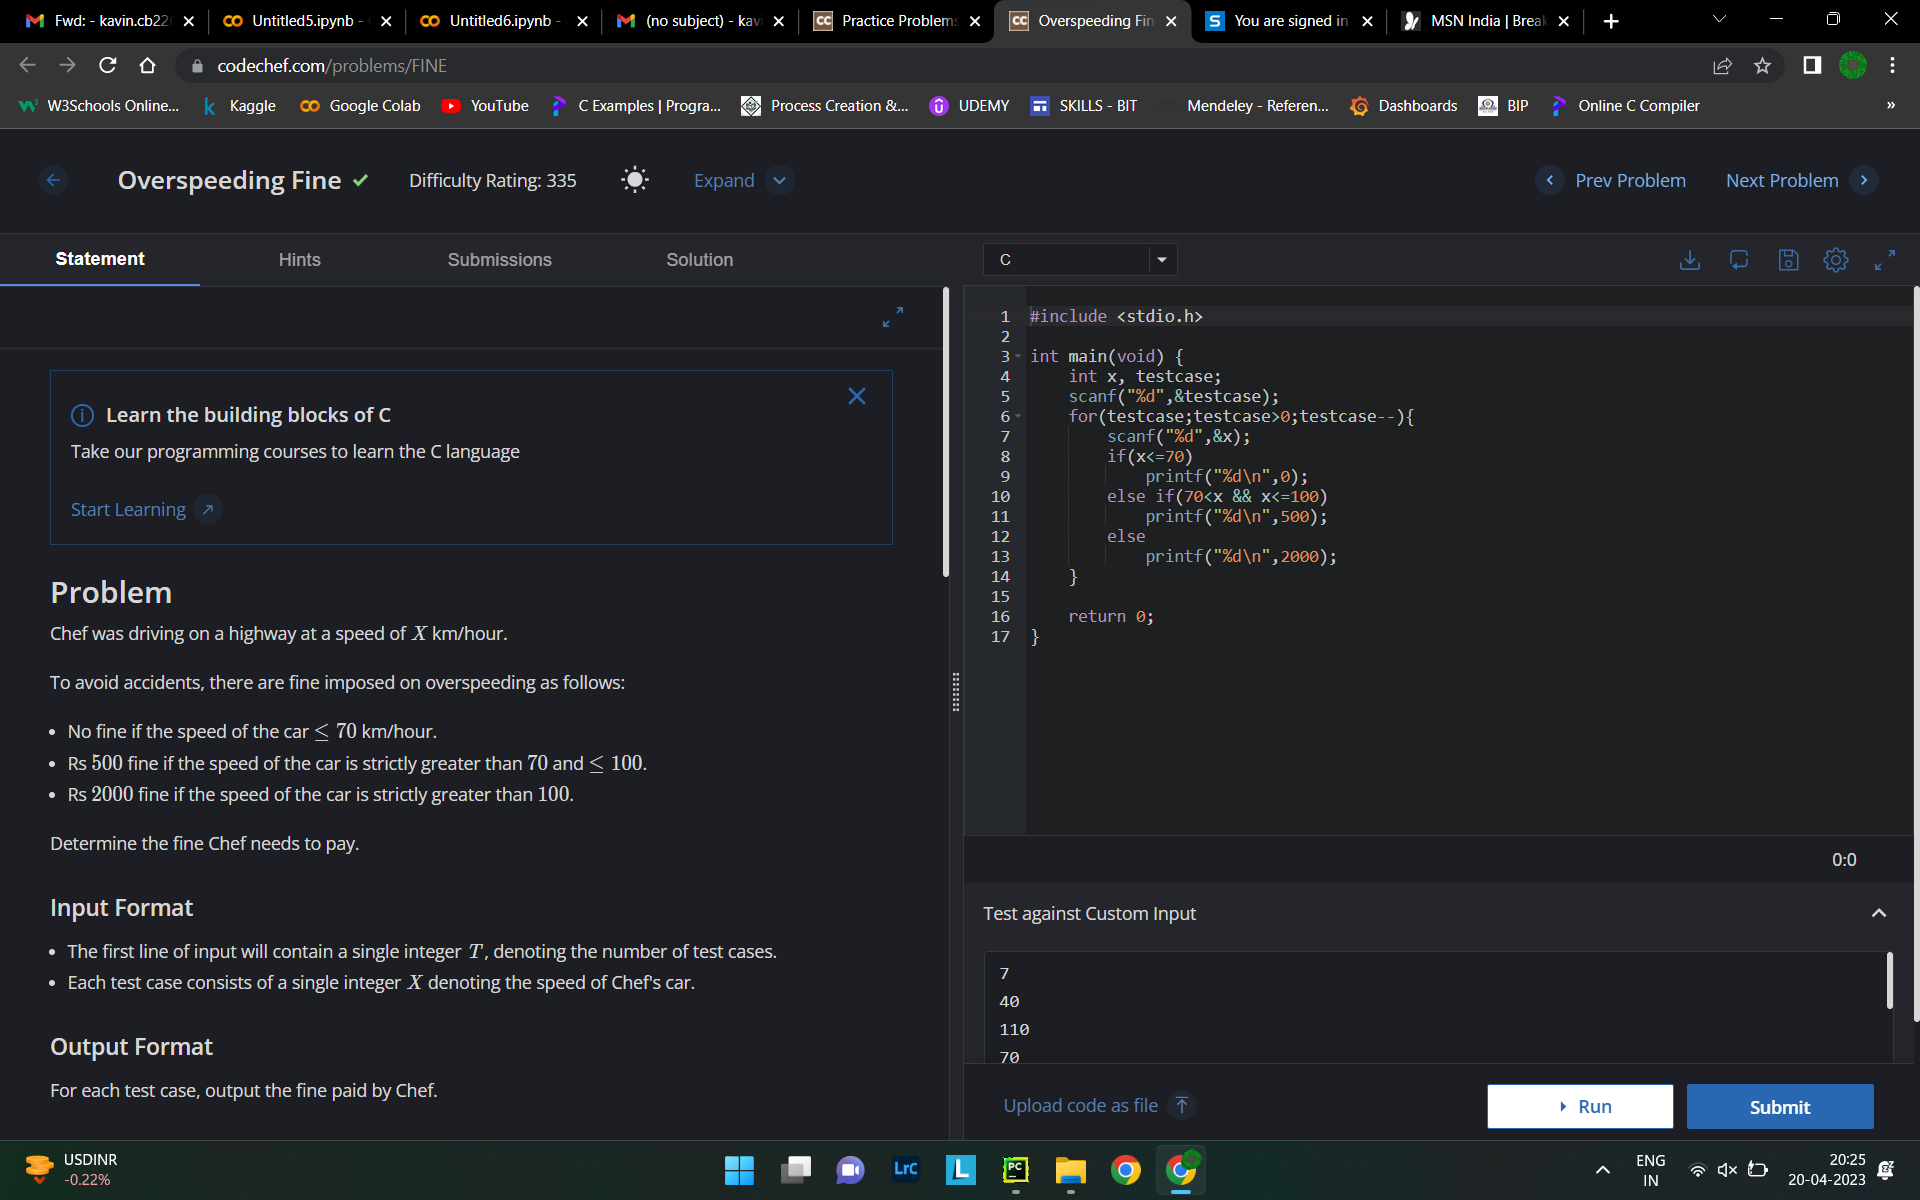 Fwd: - kavin.cb22
Untitled5.ipynb -
Untitled6.ipynb -
(no subject) - kavi
Practice Problems
Overspeeding Fin
You are signed in
MSN India | Break
codechef.com/problems/FINE
W3Schools Online...
Kaggle
Google Colab
YouTube
C Examples | Progra...
Process Creation &...
UDEMY
SKILLS - BIT
Mendeley - Referen...
Dashboards
BIP
Online C Compiler
»
Overspeeding Fine
Difficulty Rating: 335
Expand
Prev Problem
Next Problem
Statement
Hints
Submissions
Solution
Learn the building blocks of C
Take our programming courses to learn the C language
Start Learning
Problem
Chef was driving on a highway at a speed of X km/hour.
To avoid accidents, there are fine imposed on overspeeding as follows:
• No fine if the speed of the car ≤ 70 km/hour.
• Rs 500 fine if the speed of the car is strictly greater than 70 and ≤ 100.
• Rs 2000 fine if the speed of the car is strictly greater than 100.
Determine the fine Chef needs to pay.
Input Format
• The first line of input will contain a single integer T, denoting the number of test cases.
• Each test case consists of a single integer X denoting the speed of Chef's car.
Output Format
For each test case, output the fine paid by Chef.
C
1 #include <stdio.h>
2
3 int main(void) {
4     int x, testcase;
5     scanf("%d",&testcase);
6     for(testcase;testcase>0;testcase--){
7         scanf("%d",&x);
8         if(x<=70)
9             printf("%d\n",0);
10         else if(70<x && x<=100)
11             printf("%d\n",500);
12         else
13             printf("%d\n",2000);
14     }
15
16     return 0;
17 }
0:0
Test against Custom Input
7
40
110
70
Upload code as file
Run
Submit
USDINR
-0.22%
LrC
L
PC
ENG
IN
20:25
20-04-2023